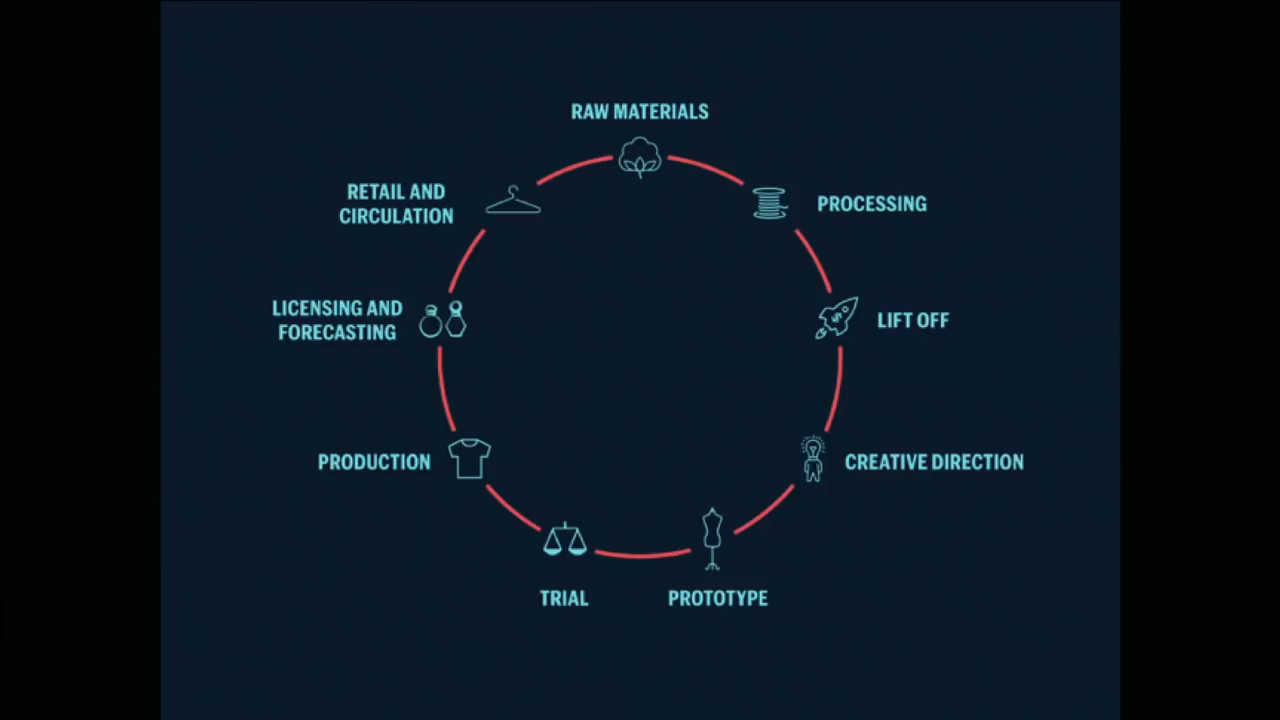 RAW MATERIALS
PROCESSING
LIFT OFF
CREATIVE DIRECTION
PROTOTYPE
TRIAL
PRODUCTION
LICENSING AND
FORECASTING
RETAIL AND
CIRCULATION